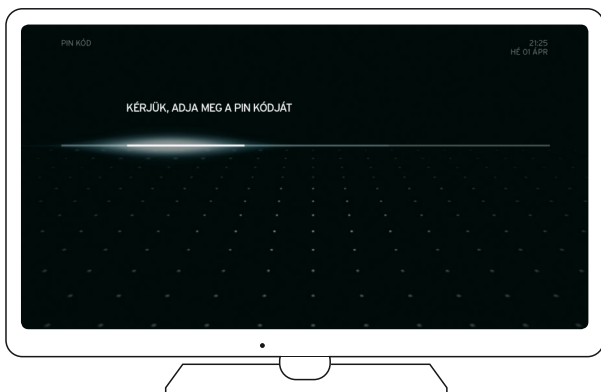 PIN KÓD
21:25
HÉ 01 ÁPR
KÉRJÜK, ADJA MEG A PIN KÓDJÁT